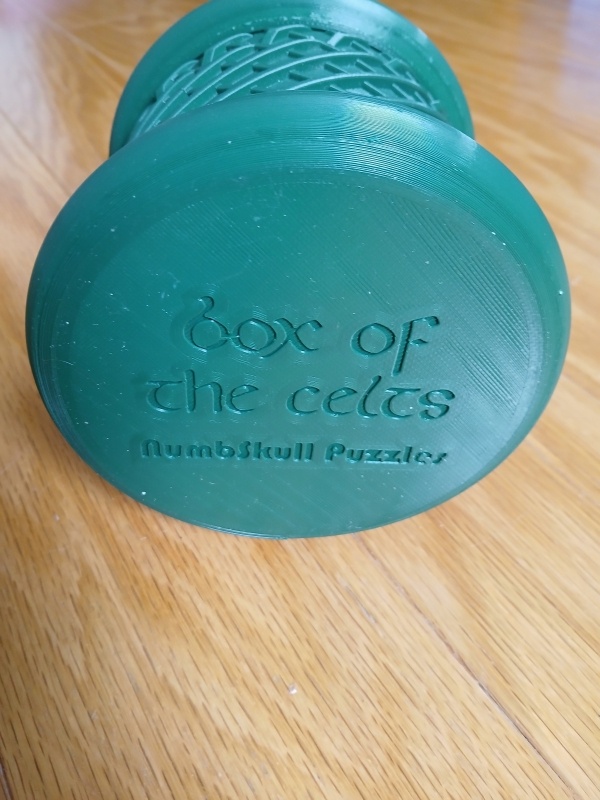 box of
the celts
NumbSkull Puzzles